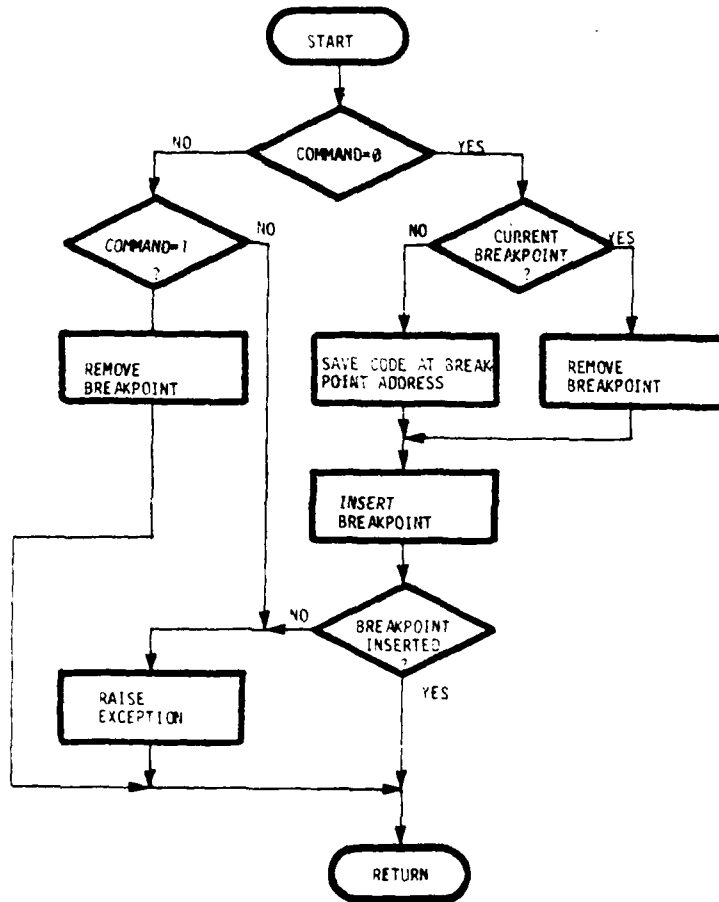 START
COMMAND=0
NO
YES
COMMAND=1
?
NO
NO
CURRENT
BREAKPOINT
?
YES
REMOVE
BREAKPOINT
SAVE CODE AT BREAK
POINT ADDRESS
REMOVE
BREAKPOINT
INSERT
BREAKPOINT
NO
BREAKPOINT
INSERTED
?
YES
RAISE
EXCEPTION
RETURN